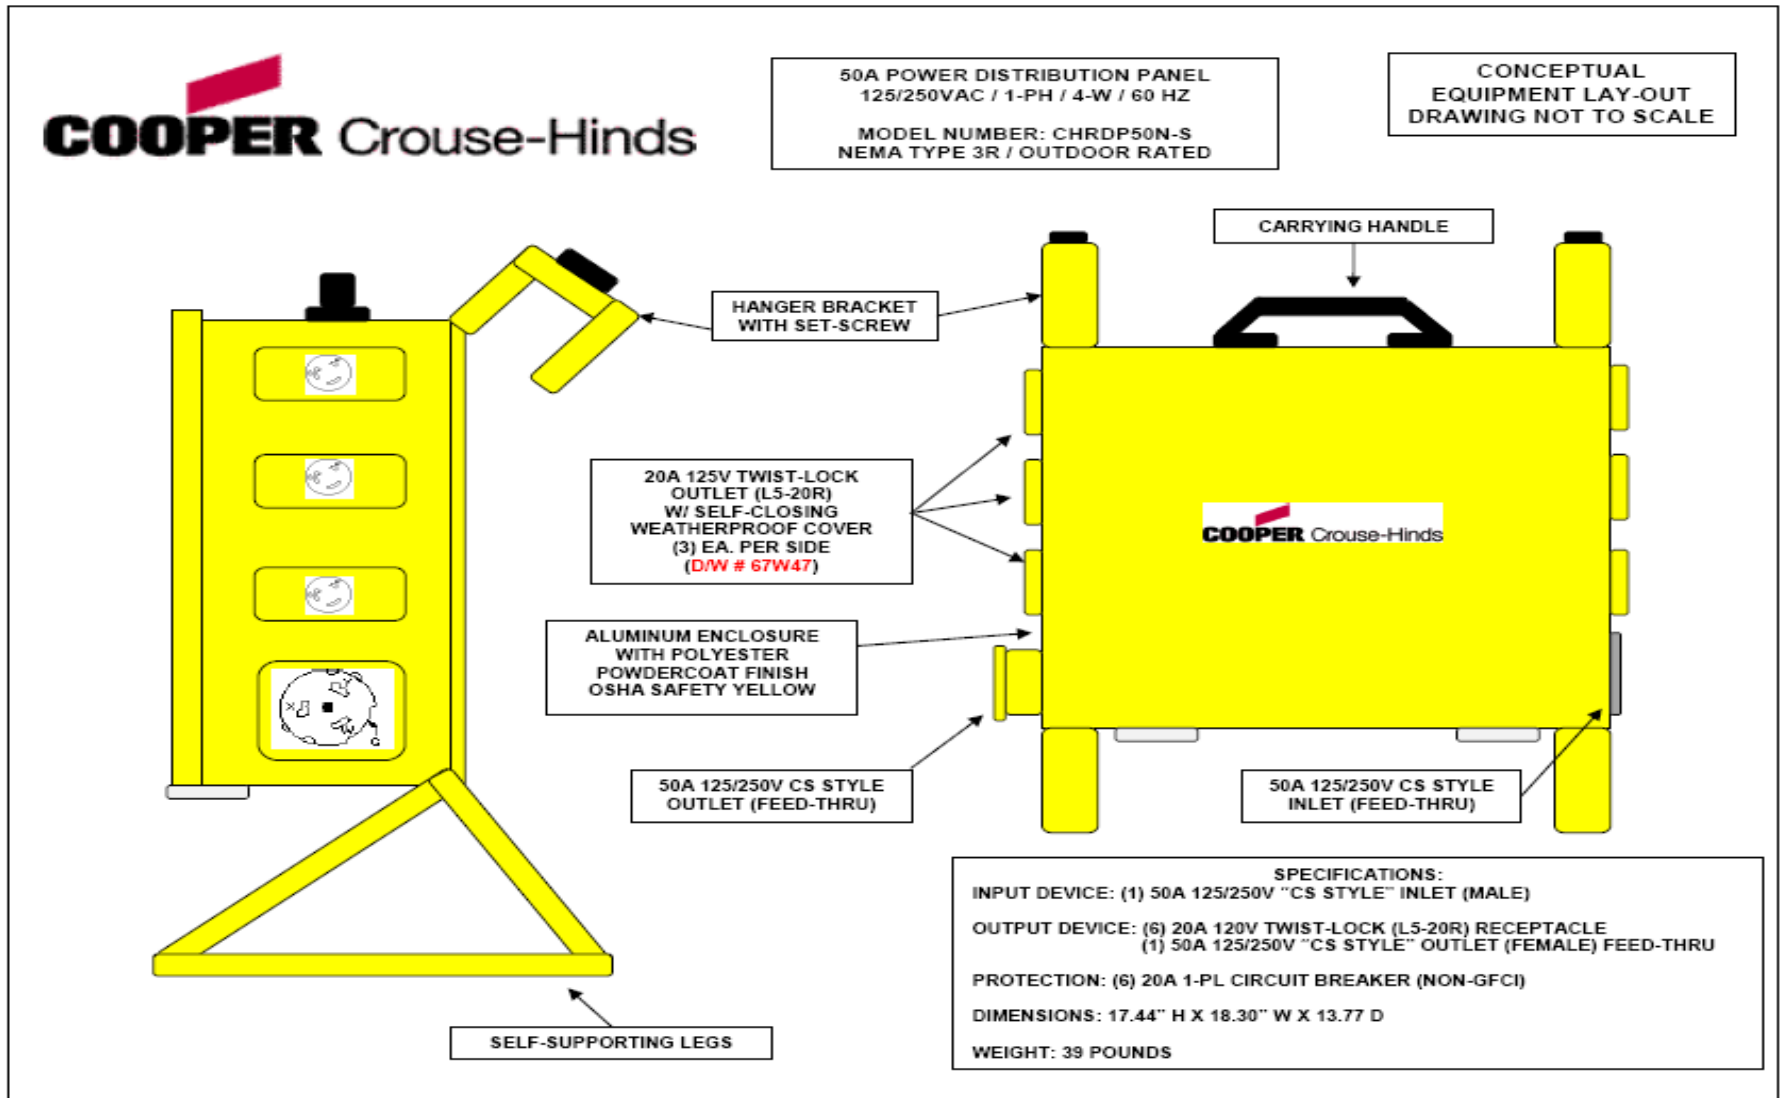 COOPER Crouse-Hinds
50A POWER DISTRIBUTION PANEL
125/250VAC / 1-PH / 4-W / 60 HZ
MODEL NUMBER: CHRDP50N-S
NEMA TYPE 3R / OUTDOOR RATED
CONCEPTUAL
EQUIPMENT LAY-OUT
DRAWING NOT TO SCALE
CARRYING HANDLE
HANGER BRACKET
WITH SET-SCREW
20A 125V TWIST-LOCK
OUTLET (L5-20R)
W/ SELF-CLOSING
WEATHERPROOF COVER
(3) EA. PER SIDE
(D/W # 67W47)
COOPER Crouse-Hinds
ALUMINUM ENCLOSURE
WITH POLYESTER
POWDERCOAT FINISH
OSHA SAFETY YELLOW
X
G
50A 125/250V CS STYLE
OUTLET (FEED-THRU)
50A 125/250V CS STYLE
INLET (FEED-THRU)
SELF-SUPPORTING LEGS
SPECIFICATIONS:
INPUT DEVICE: (1) 50A 125/250V "CS STYLE" INLET (MALE)
OUTPUT DEVICE: (6) 20A 120V TWIST-LOCK (L5-20R) RECEPTACLE
(1) 50A 125/250V "CS STYLE" OUTLET (FEMALE) FEED-THRU
PROTECTION: (6) 20A 1-PL CIRCUIT BREAKER (NON-GFCI)
DIMENSIONS: 17.44" H X 18.30" W X 13.77 D
WEIGHT: 39 POUNDS